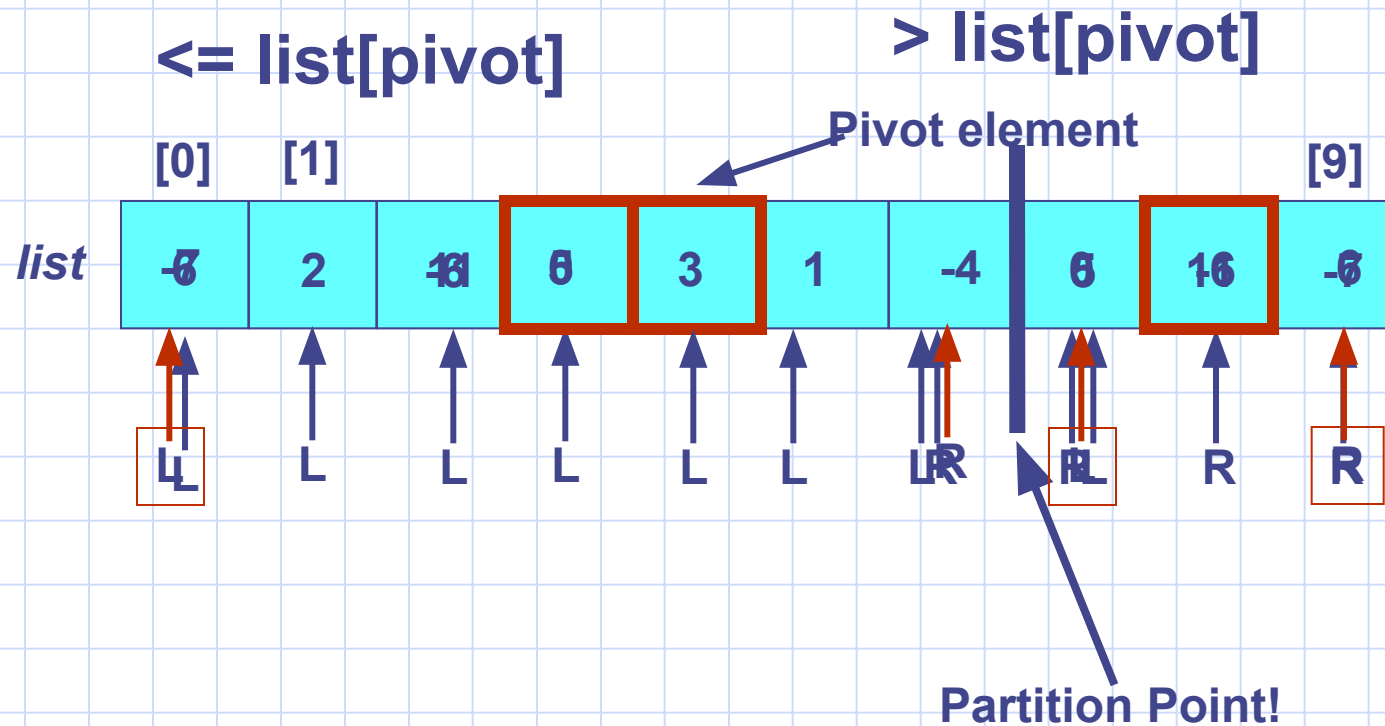 <= list[pivot]
> list[pivot]
Pivot element
[0] [1] [9]
list 2 3 1 -4
L L L L L L L R R L R R
Partition Point!